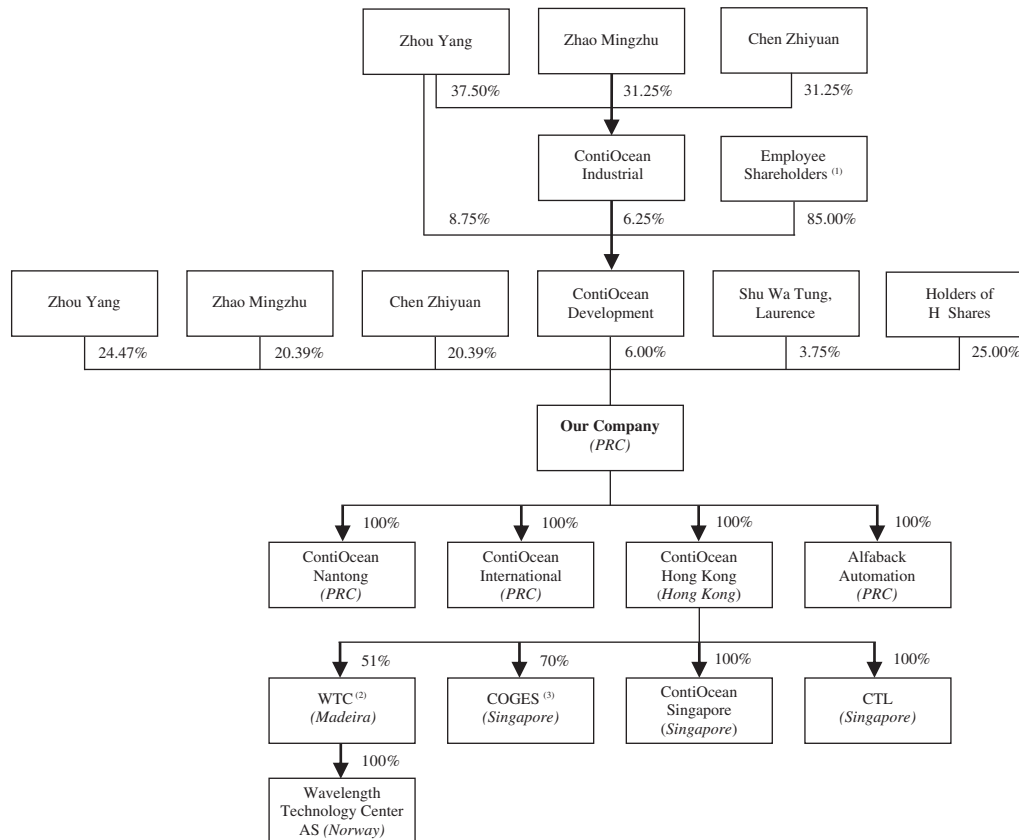 Zhou Yang
Zhao Mingzhu
Chen Zhiyuan
37.50%
31.25%
31.25%
ContiOcean
Industrial
Employee
Shareholders (1)
8.75%
6.25%
85.00%
Zhou Yang
Zhao Mingzhu
Chen Zhiyuan
ContiOcean
Development
Shu Wa Tung,
Laurence
Holders of
H Shares
24.47%
20.39%
20.39%
6.00%
3.75%
25.00%
Our Company
(PRC)
100%
100%
100%
100%
ContiOcean
Nantong
(PRC)
ContiOcean
International
(PRC)
ContiOcean
Hong Kong
(Hong Kong)
Alfaback
Automation
(PRC)
51%
70%
100%
100%
WTC (2)
(Madeira)
COGES (3)
(Singapore)
ContiOcean
Singapore
(Singapore)
CTL
(Singapore)
100%
Wavelength
Technology Center
AS (Norway)